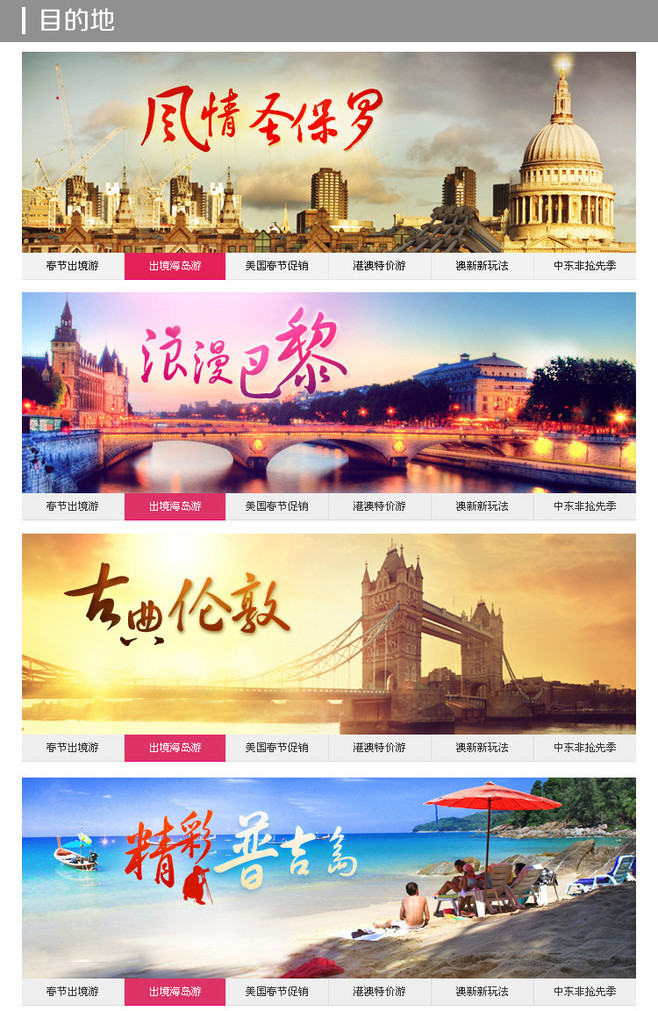 目的地
风情圣保罗
春节出境游 出境海岛游 美国春节促销 港澳特价游 澳新新玩法 中东非抢先季
浪漫巴黎
春节出境游 出境海岛游 美国春节促销 港澳特价游 澳新新玩法 中东非抢先季
古典伦敦
春节出境游 出境海岛游 美国春节促销 港澳特价游 澳新新玩法 中东非抢先季
精彩普吉岛
春节出境游 出境海岛游 美国春节促销 港澳特价游 澳新新玩法 中东非抢先季